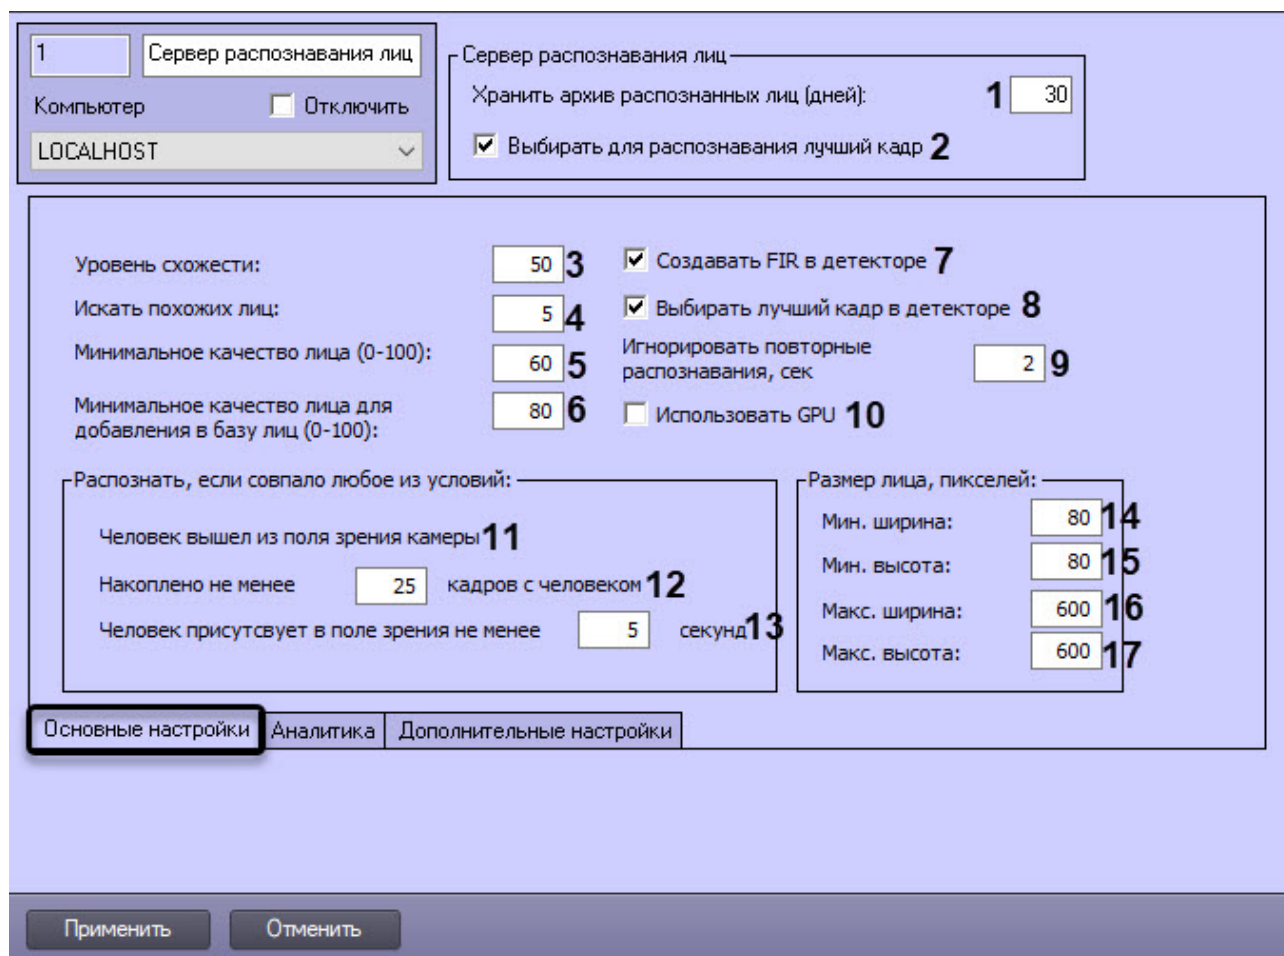 1 Сервер распознавания лиц
Компьютер Отключить
LOCALHOST
Сервер распознавания лиц
Хранить архив распознанных лиц (дней): 1 30
Выбирать для распознавания лучший кадр 2
Уровень схожести: 50 3
Искать похожих лиц: 5 4
Минимальное качество лица (0-100): 60 5
Минимальное качество лица для
добавления в базу лиц (0-100): 80 6
Создавать FIR в детекторе 7
Выбирать лучший кадр в детекторе 8
Игнорировать повторные
распознавания, сек 2 9
Использовать GPU 10
Распознать, если совпало любое из условий:
Человек вышел из поля зрения камеры 11
Накоплено не менее 25 кадров с человеком 12
Человек присутсвует в поле зрения не менее 5 секунд 13
Размер лица, пикселей:
Мин. ширина: 80 14
Мин. высота: 80 15
Макс. ширина: 600 16
Макс. высота: 600 17
Основные настройки Аналитика Дополнительные настройки
Применить Отменить